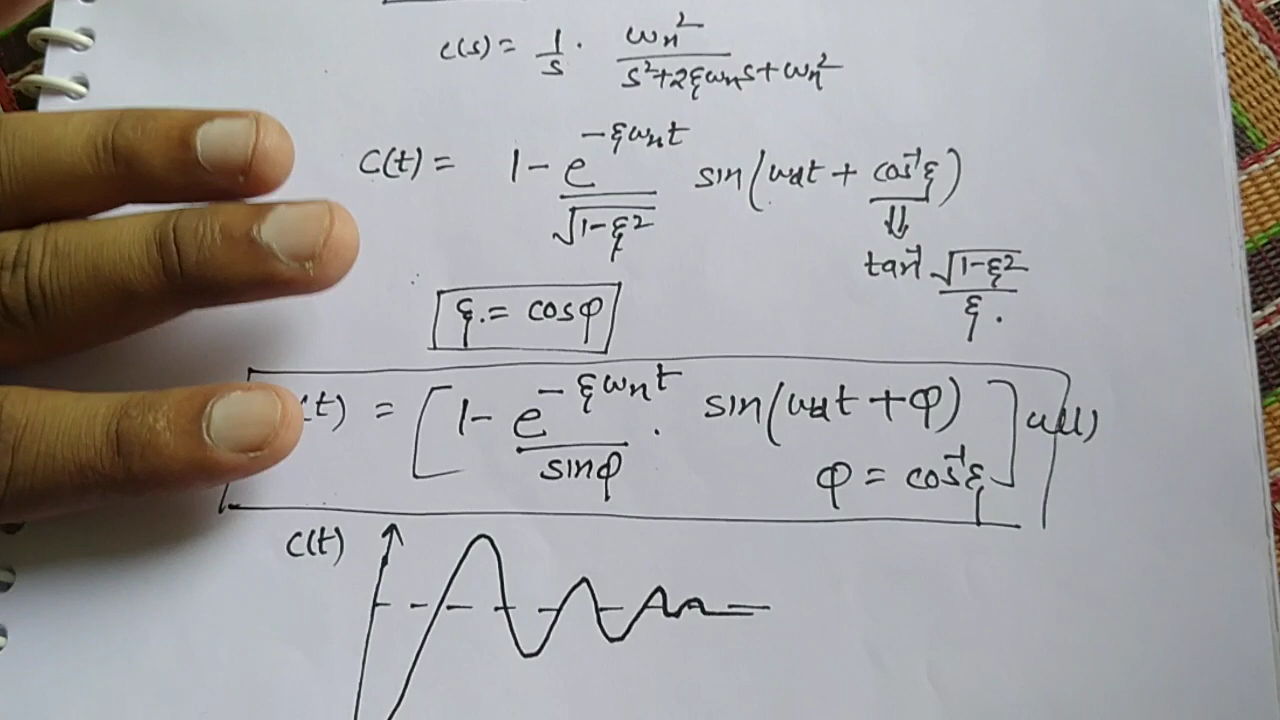 C(s) = 1/s · ωn²/(s²+2ξωns+ωn²)
C(t) = 1 - e^(-ξωnt)/√(1-ξ²) sin(ωdt + cos⁻¹ξ)
⇓
tan⁻¹ √(1-ξ²)/ξ.
ξ = cosφ
(t) = [1 - e^(-ξωnt)/sinφ · sin(ωdt + φ)] u(t)
φ = cos⁻¹ξ
C(t)